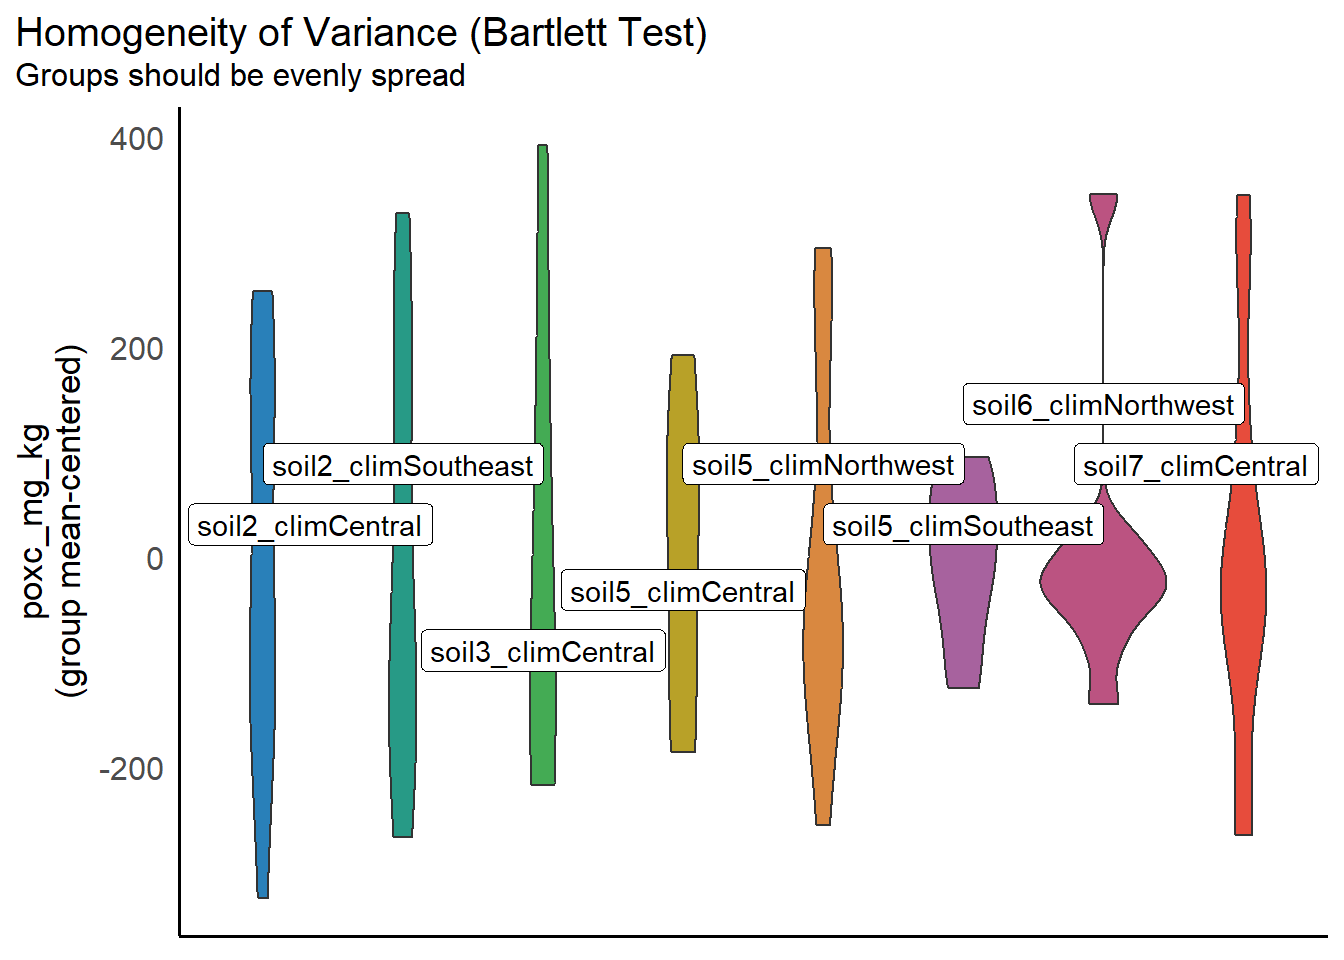 Homogeneity of Variance (Bartlett Test)
Groups should be evenly spread
poxc_mg_kg
(group mean-centered)
400
200
0
-200
soil6_climNorthwest
soil2_climSoutheast
soil5_climNorthwest
soil7_climCentral
soil2_climCentral
soil5_climSoutheast
soil5_climCentral
soil3_climCentral